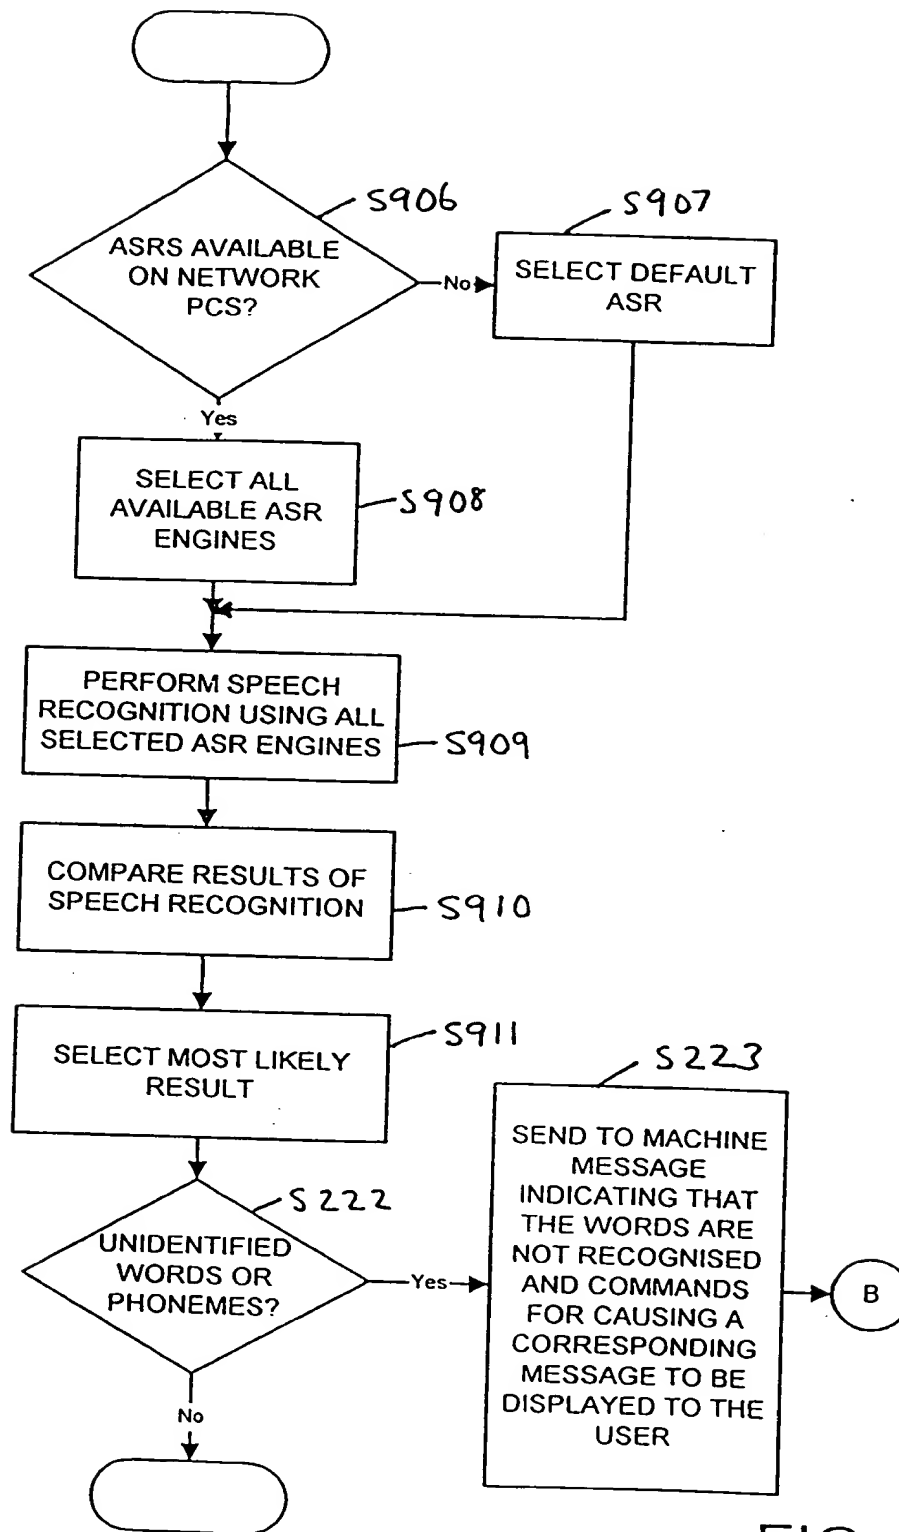 S906
ASRS AVAILABLE
ON NETWORK
PCS?
No
S907
SELECT DEFAULT
ASR
Yes
SELECT ALL
AVAILABLE ASR
ENGINES
S908
PERFORM SPEECH
RECOGNITION USING ALL
SELECTED ASR ENGINES
S909
COMPARE RESULTS OF
SPEECH RECOGNITION
S910
SELECT MOST LIKELY
RESULT
S911
S222
UNIDENTIFIED
WORDS OR
PHONEMES?
Yes
S223
SEND TO MACHINE
MESSAGE
INDICATING THAT
THE WORDS ARE
NOT RECOGNISED
AND COMMANDS
FOR CAUSING A
CORRESPONDING
MESSAGE TO BE
DISPLAYED TO THE
USER
B
No